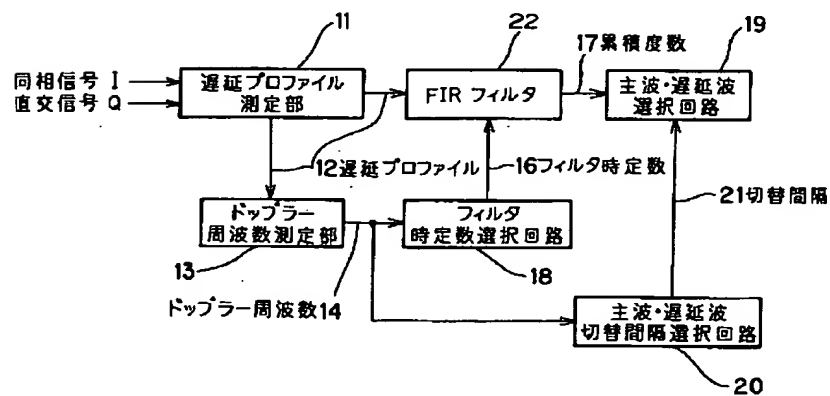 11
22
17累積度数
19
同相信号 I
直交信号 Q
遅延プロファイル
測定部
FIR フィルタ
主波・遅延波
選択回路
12遅延プロファイル
16フィルタ時定数
21切替間隔
ドップラー
周波数測定部
フィルタ
時定数選択回路
13
18
ドップラー周波数14
主波・遅延波
切替間隔選択回路
20